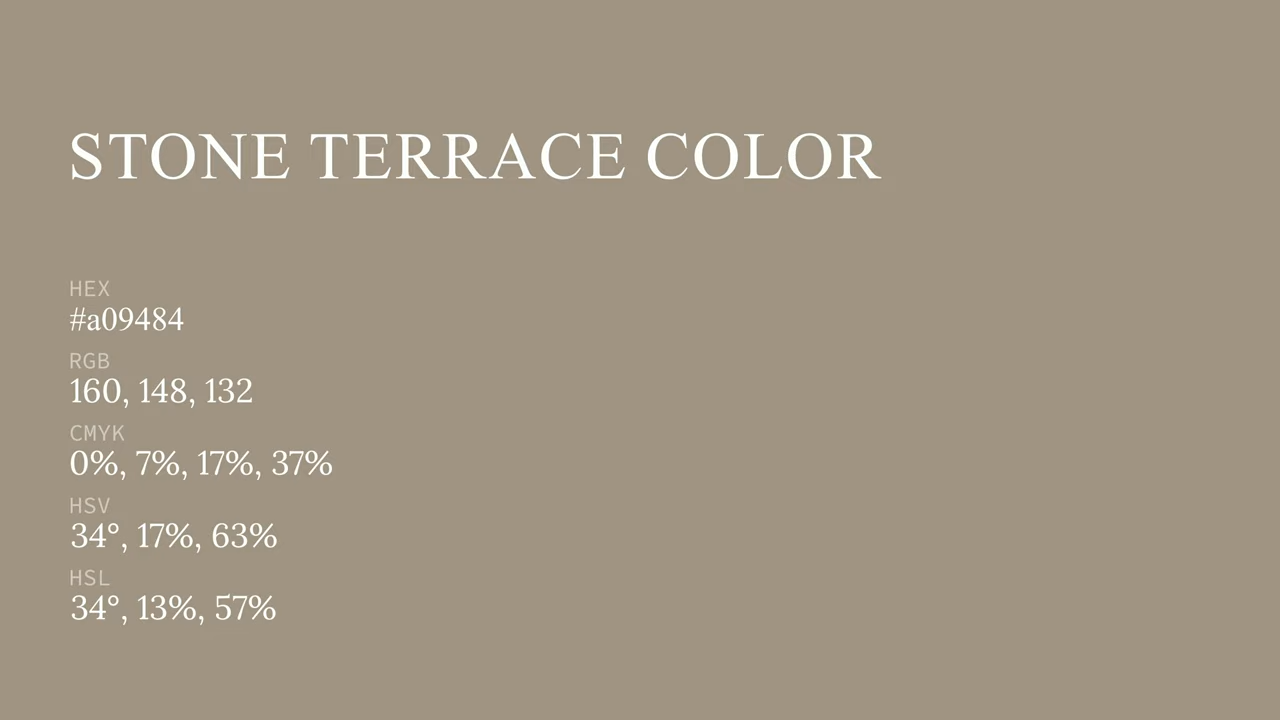 STONE TERRACE COLOR
HEX
#a09484
RGB
160, 148, 132
CMYK
0%, 7%, 17%, 37%
HSV
34°, 17%, 63%
HSL
34°, 13%, 57%